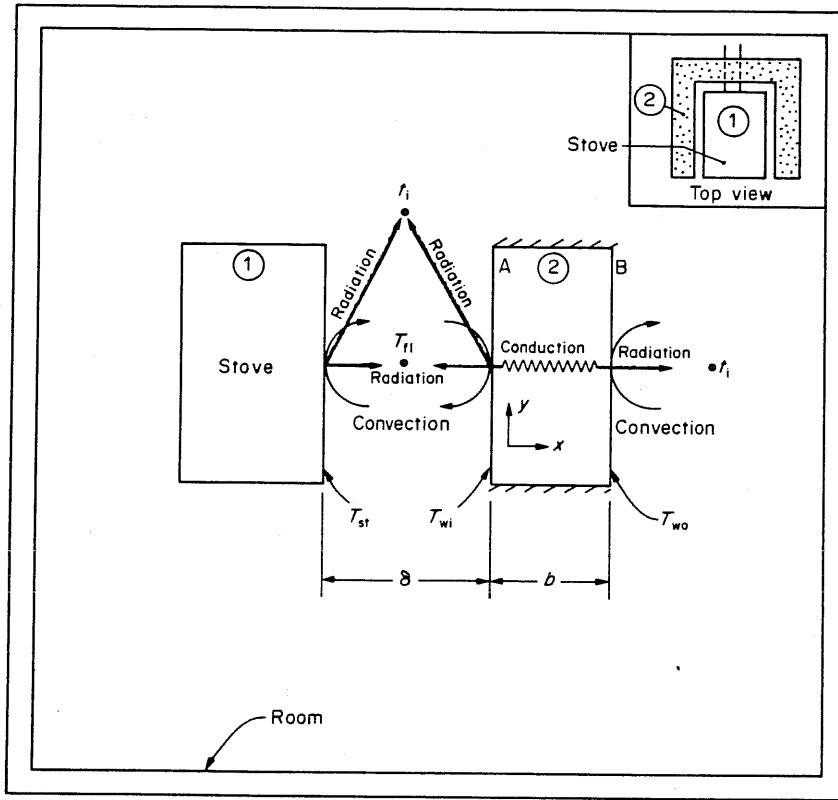 ②
①
Stove
Top view
t_i
①
A
②
B
Radiation
Radiation
T_fl
Conduction
Radiation
t_i
Stove
Radiation
Convection
y
x
Convection
T_st
T_wi
T_wo
δ
b
Room